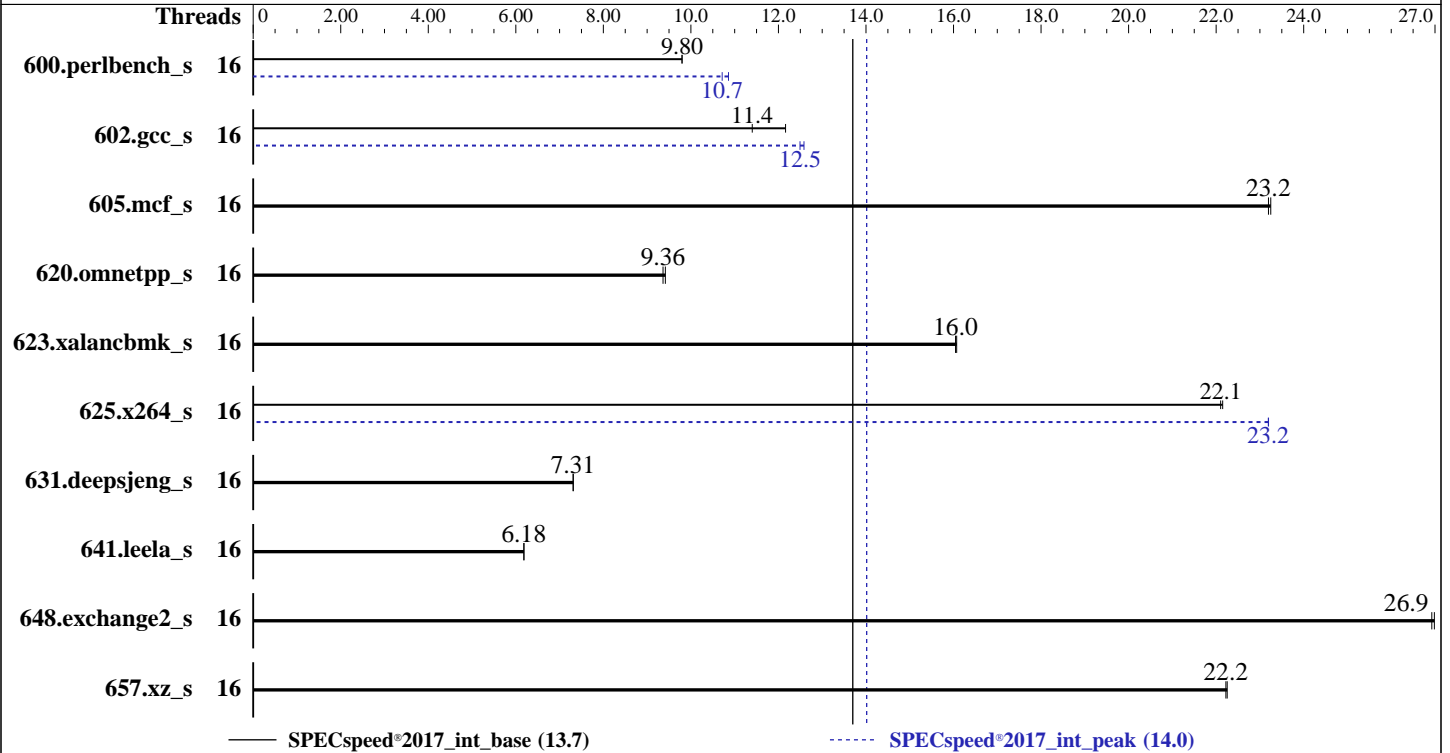 Threads 0 2.00 4.00 6.00 8.00 10.0 12.0 14.0 16.0 18.0 20.0 22.0 24.0 27.0
600.perlbench_s 16 9.80
10.7
602.gcc_s 16 11.4
12.5
605.mcf_s 16 23.2
620.omnetpp_s 16 9.36
623.xalancbmk_s 16 16.0
625.x264_s 16 22.1
23.2
631.deepsjeng_s 16 7.31
641.leela_s 16 6.18
648.exchange2_s 16 26.9
657.xz_s 16 22.2
SPECspeed®2017_int_base (13.7) SPECspeed®2017_int_peak (14.0)